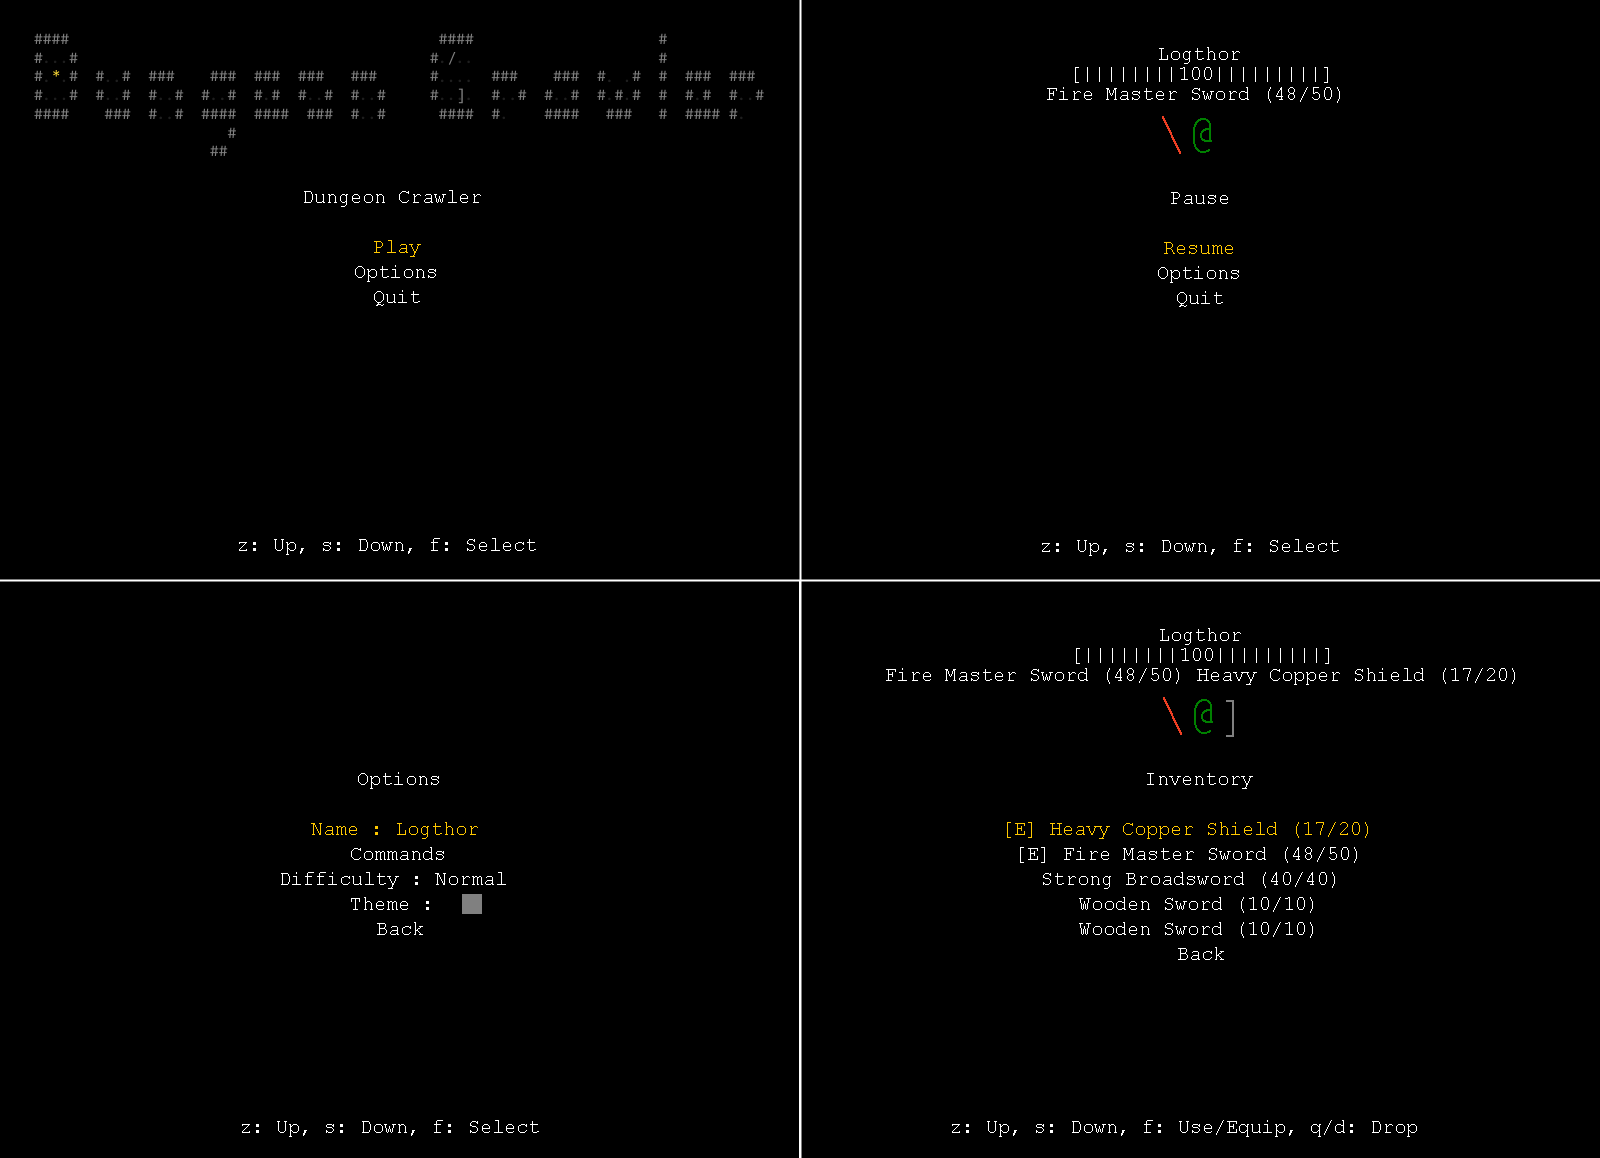 Dungeon Crawler
Play
Options
Quit
z: Up, s: Down, f: Select
Logthor
[||||||||100|||||||||]
Fire Master Sword (48/50)
\ @
Pause
Resume
Options
Quit
z: Up, s: Down, f: Select
Options
Name : Logthor
Commands
Difficulty : Normal
Theme :
Back
z: Up, s: Down, f: Select
Logthor
[||||||||100|||||||||]
Fire Master Sword (48/50) Heavy Copper Shield (17/20)
\ @ ]
Inventory
[E] Heavy Copper Shield (17/20)
[E] Fire Master Sword (48/50)
Strong Broadsword (40/40)
Wooden Sword (10/10)
Wooden Sword (10/10)
Back
z: Up, s: Down, f: Use/Equip, q/d: Drop